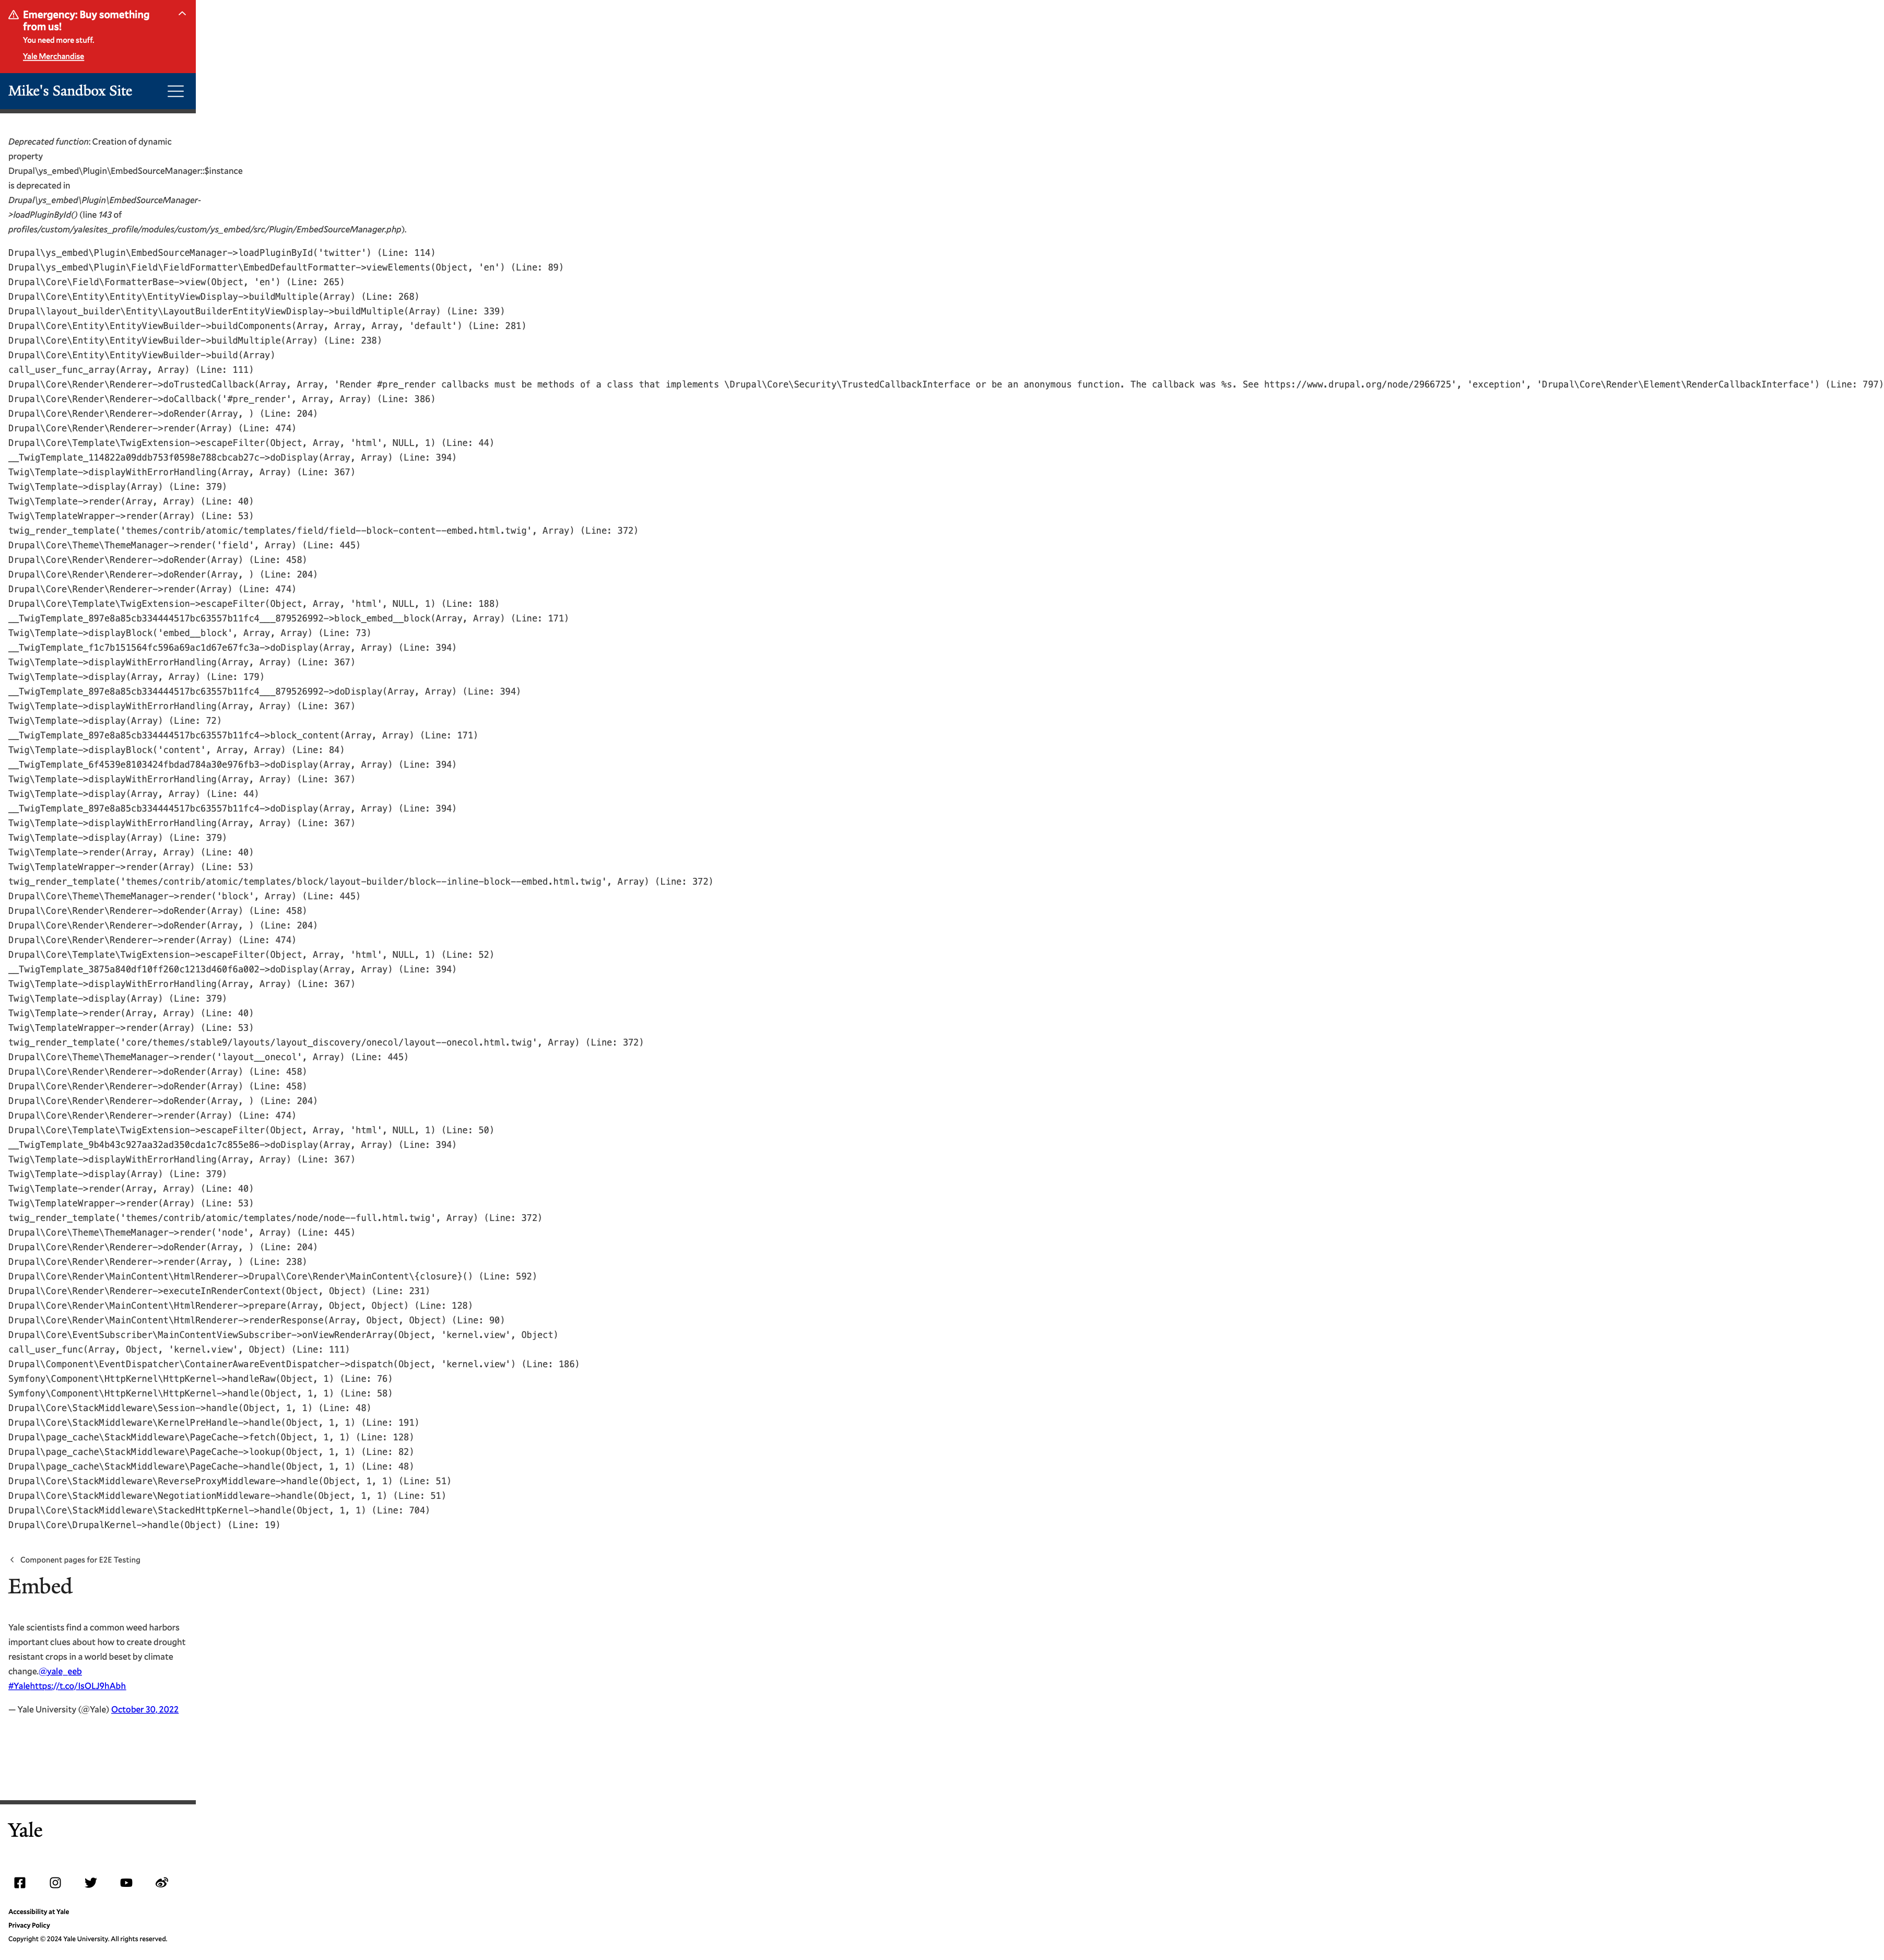 Emergency: Buy something
from us!
You need more stuff.
Yale Merchandise
Mike's Sandbox Site
Deprecated function: Creation of dynamic
property
Drupal\ys_embed\Plugin\EmbedSourceManager::$instance
is deprecated in
Drupal\ys_embed\Plugin\EmbedSourceManager-
>loadPluginById() (line 143 of
profiles/custom/yalesites_profile/modules/custom/ys_embed/src/Plugin/EmbedSourceManager.php).
Drupal\ys_embed\Plugin\EmbedSourceManager->loadPluginById('twitter') (Line: 114)
Drupal\ys_embed\Plugin\Field\FieldFormatter\EmbedDefaultFormatter->viewElements(Object, 'en') (Line: 89)
Drupal\Core\Field\FormatterBase->view(Object, 'en') (Line: 265)
Drupal\Core\Entity\Entity\EntityViewDisplay->buildMultiple(Array) (Line: 268)
Drupal\layout_builder\Entity\LayoutBuilderEntityViewDisplay->buildMultiple(Array) (Line: 339)
Drupal\Core\Entity\EntityViewBuilder->buildComponents(Array, Array, Array, 'default') (Line: 281)
Drupal\Core\Entity\EntityViewBuilder->buildMultiple(Array) (Line: 238)
Drupal\Core\Entity\EntityViewBuilder->build(Array)
call_user_func_array(Array, Array) (Line: 111)
Drupal\Core\Render\Renderer->doTrustedCallback(Array, Array, 'Render #pre_render callbacks must be methods of a class that implements \Drupal\Core\Security\TrustedCallbackInterface or be an anonymous function. The callback was %s. See https://www.drupal.org/node/2966725', 'exception', 'Drupal\Core\Render\Element\RenderCallbackInterface') (Line: 797)
Drupal\Core\Render\Renderer->doCallback('#pre_render', Array, Array) (Line: 386)
Drupal\Core\Render\Renderer->doRender(Array, ) (Line: 204)
Drupal\Core\Render\Renderer->render(Array) (Line: 474)
Drupal\Core\Template\TwigExtension->escapeFilter(Object, Array, 'html', NULL, 1) (Line: 44)
__TwigTemplate_114822a09ddb753f0598e788cbcab27c->doDisplay(Array, Array) (Line: 394)
Twig\Template->displayWithErrorHandling(Array, Array) (Line: 367)
Twig\Template->display(Array) (Line: 379)
Twig\Template->render(Array, Array) (Line: 40)
Twig\TemplateWrapper->render(Array) (Line: 53)
twig_render_template('themes/contrib/atomic/templates/field/field--block-content--embed.html.twig', Array) (Line: 372)
Drupal\Core\Theme\ThemeManager->render('field', Array) (Line: 445)
Drupal\Core\Render\Renderer->doRender(Array) (Line: 458)
Drupal\Core\Render\Renderer->doRender(Array, ) (Line: 204)
Drupal\Core\Render\Renderer->render(Array) (Line: 474)
Drupal\Core\Template\TwigExtension->escapeFilter(Object, Array, 'html', NULL, 1) (Line: 188)
__TwigTemplate_897e8a85cb334444517bc63557b11fc4___879526992->block_embed__block(Array, Array) (Line: 171)
Twig\Template->displayBlock('embed__block', Array, Array) (Line: 73)
__TwigTemplate_f1c7b151564fc596a69ac1d67e67fc3a->doDisplay(Array, Array) (Line: 394)
Twig\Template->displayWithErrorHandling(Array, Array) (Line: 367)
Twig\Template->display(Array, Array) (Line: 179)
__TwigTemplate_897e8a85cb334444517bc63557b11fc4___879526992->doDisplay(Array, Array) (Line: 394)
Twig\Template->displayWithErrorHandling(Array, Array) (Line: 367)
Twig\Template->display(Array) (Line: 72)
__TwigTemplate_897e8a85cb334444517bc63557b11fc4->block_content(Array, Array) (Line: 171)
Twig\Template->displayBlock('content', Array, Array) (Line: 84)
__TwigTemplate_6f4539e8103424fbdad784a30e976fb3->doDisplay(Array, Array) (Line: 394)
Twig\Template->displayWithErrorHandling(Array, Array) (Line: 367)
Twig\Template->display(Array, Array) (Line: 44)
__TwigTemplate_897e8a85cb334444517bc63557b11fc4->doDisplay(Array, Array) (Line: 394)
Twig\Template->displayWithErrorHandling(Array, Array) (Line: 367)
Twig\Template->display(Array) (Line: 379)
Twig\Template->render(Array, Array) (Line: 40)
Twig\TemplateWrapper->render(Array) (Line: 53)
twig_render_template('themes/contrib/atomic/templates/block/layout-builder/block--inline-block--embed.html.twig', Array) (Line: 372)
Drupal\Core\Theme\ThemeManager->render('block', Array) (Line: 445)
Drupal\Core\Render\Renderer->doRender(Array) (Line: 458)
Drupal\Core\Render\Renderer->doRender(Array, ) (Line: 204)
Drupal\Core\Render\Renderer->render(Array) (Line: 474)
Drupal\Core\Template\TwigExtension->escapeFilter(Object, Array, 'html', NULL, 1) (Line: 52)
__TwigTemplate_3875a840df10ff260c1213d460f6a002->doDisplay(Array, Array) (Line: 394)
Twig\Template->displayWithErrorHandling(Array, Array) (Line: 367)
Twig\Template->display(Array) (Line: 379)
Twig\Template->render(Array, Array) (Line: 40)
Twig\TemplateWrapper->render(Array) (Line: 53)
twig_render_template('core/themes/stable9/layouts/layout_discovery/onecol/layout--onecol.html.twig', Array) (Line: 372)
Drupal\Core\Theme\ThemeManager->render('layout__onecol', Array) (Line: 445)
Drupal\Core\Render\Renderer->doRender(Array) (Line: 458)
Drupal\Core\Render\Renderer->doRender(Array) (Line: 458)
Drupal\Core\Render\Renderer->doRender(Array, ) (Line: 204)
Drupal\Core\Render\Renderer->render(Array) (Line: 474)
Drupal\Core\Template\TwigExtension->escapeFilter(Object, Array, 'html', NULL, 1) (Line: 50)
__TwigTemplate_9b4b43c927aa32ad350cda1c7c855e86->doDisplay(Array, Array) (Line: 394)
Twig\Template->displayWithErrorHandling(Array, Array) (Line: 367)
Twig\Template->display(Array) (Line: 379)
Twig\Template->render(Array, Array) (Line: 40)
Twig\TemplateWrapper->render(Array) (Line: 53)
twig_render_template('themes/contrib/atomic/templates/node/node--full.html.twig', Array) (Line: 372)
Drupal\Core\Theme\ThemeManager->render('node', Array) (Line: 445)
Drupal\Core\Render\Renderer->doRender(Array, ) (Line: 204)
Drupal\Core\Render\Renderer->render(Array, ) (Line: 238)
Drupal\Core\Render\MainContent\HtmlRenderer->Drupal\Core\Render\MainContent\{closure}() (Line: 592)
Drupal\Core\Render\Renderer->executeInRenderContext(Object, Object) (Line: 231)
Drupal\Core\Render\MainContent\HtmlRenderer->prepare(Array, Object, Object) (Line: 128)
Drupal\Core\Render\MainContent\HtmlRenderer->renderResponse(Array, Object, Object) (Line: 90)
Drupal\Core\EventSubscriber\MainContentViewSubscriber->onViewRenderArray(Object, 'kernel.view', Object)
call_user_func(Array, Object, 'kernel.view', Object) (Line: 111)
Drupal\Component\EventDispatcher\ContainerAwareEventDispatcher->dispatch(Object, 'kernel.view') (Line: 186)
Symfony\Component\HttpKernel\HttpKernel->handleRaw(Object, 1) (Line: 76)
Symfony\Component\HttpKernel\HttpKernel->handle(Object, 1, 1) (Line: 58)
Drupal\Core\StackMiddleware\Session->handle(Object, 1, 1) (Line: 48)
Drupal\Core\StackMiddleware\KernelPreHandle->handle(Object, 1, 1) (Line: 191)
Drupal\page_cache\StackMiddleware\PageCache->fetch(Object, 1, 1) (Line: 128)
Drupal\page_cache\StackMiddleware\PageCache->lookup(Object, 1, 1) (Line: 82)
Drupal\page_cache\StackMiddleware\PageCache->handle(Object, 1, 1) (Line: 48)
Drupal\Core\StackMiddleware\ReverseProxyMiddleware->handle(Object, 1, 1) (Line: 51)
Drupal\Core\StackMiddleware\NegotiationMiddleware->handle(Object, 1, 1) (Line: 51)
Drupal\Core\StackMiddleware\StackedHttpKernel->handle(Object, 1, 1) (Line: 704)
Drupal\Core\DrupalKernel->handle(Object) (Line: 19)
Component pages for E2E Testing
Embed
Yale scientists find a common weed harbors
important clues about how to create drought
resistant crops in a world beset by climate
change.@yale_eeb
#Yalehttps://t.co/IsOLJ9hAbh
— Yale University (@Yale) October 30, 2022
Yale
Accessibility at Yale
Privacy Policy
Copyright © 2024 Yale University. All rights reserved.